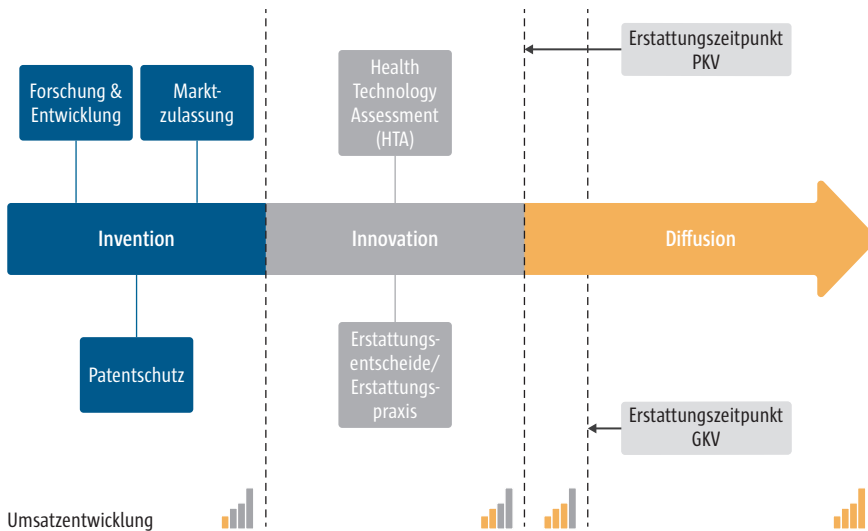 Erstattungszeitpunkt
PKV
Forschung &
Entwicklung
Markt-
zulassung
Health
Technology
Assessment
(HTA)
Invention
Innovation
Diffusion
Patentschutz
Erstattungs-
entscheide/
Erstattungs-
praxis
Erstattungszeitpunkt
GKV
Umsatzentwicklung